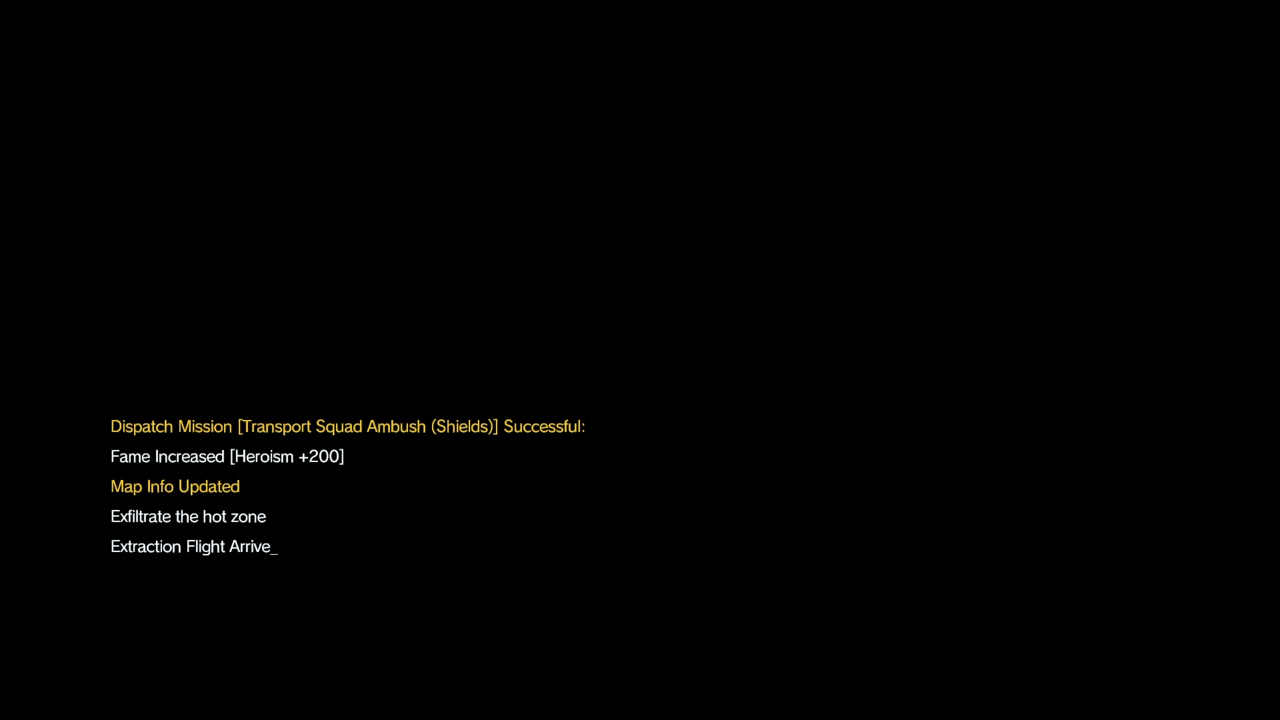 Dispatch Mission [Transport Squad Ambush (Shields)] Successful:
Fame Increased [Heroism +200]
Map Info Updated
Exfiltrate the hot zone
Extraction Flight Arrive_